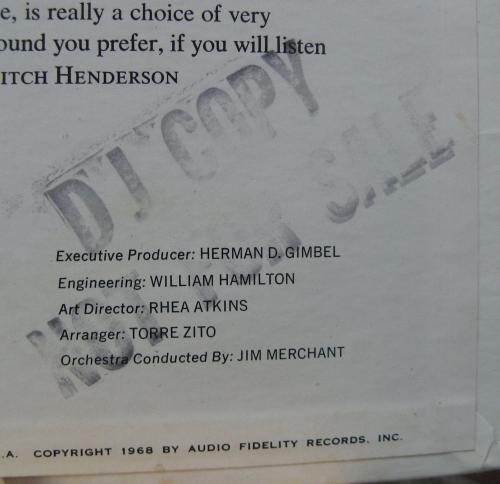 e, is really a choice of very
ound you prefer, if you will listen
ITCH HENDERSON
DJ COPY
NOT FOR SALE
Executive Producer: HERMAN D. GIMBEL
Engineering: WILLIAM HAMILTON
Art Director: RHEA ATKINS
Arranger: TORRE ZITO
Orchestra Conducted By: JIM MERCHANT
.A. COPYRIGHT 1968 BY AUDIO FIDELITY RECORDS, INC.